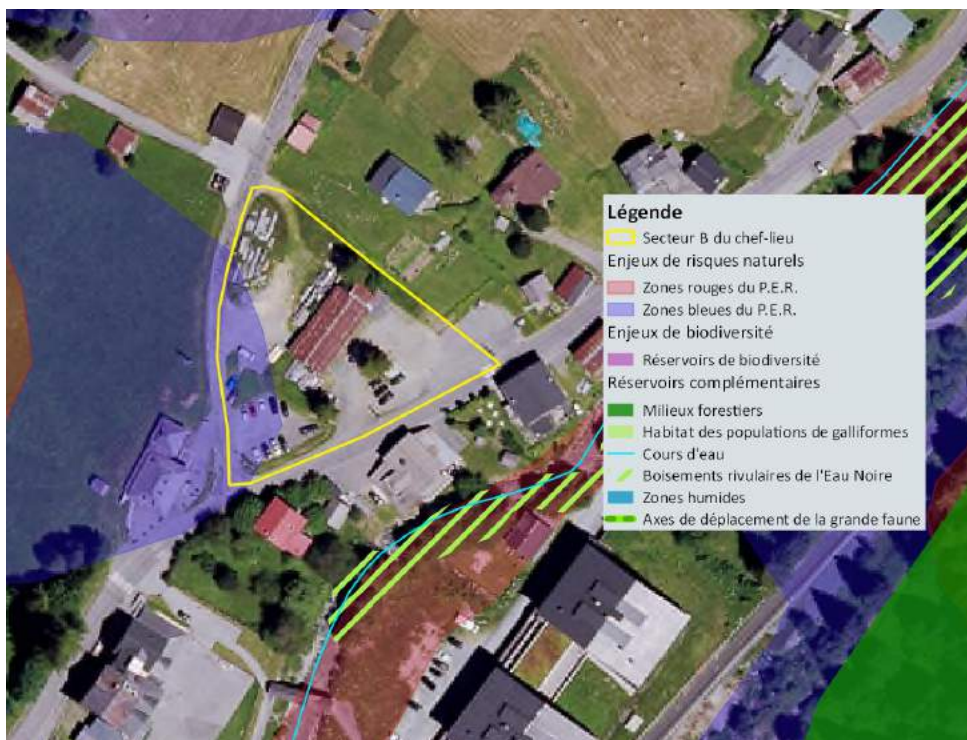 Légende
Secteur B du chef-lieu
Enjeux de risques naturels
Zones rouges du P.E.R.
Zones bleues du P.E.R.
Enjeux de biodiversité
Réservoirs de biodiversité
Réservoirs complémentaires
Milieux forestiers
Habitat des populations de galliformes
Cours d'eau
Boisements rivulaires de l'Eau Noire
Zones humides
Axes de déplacement de la grande faune